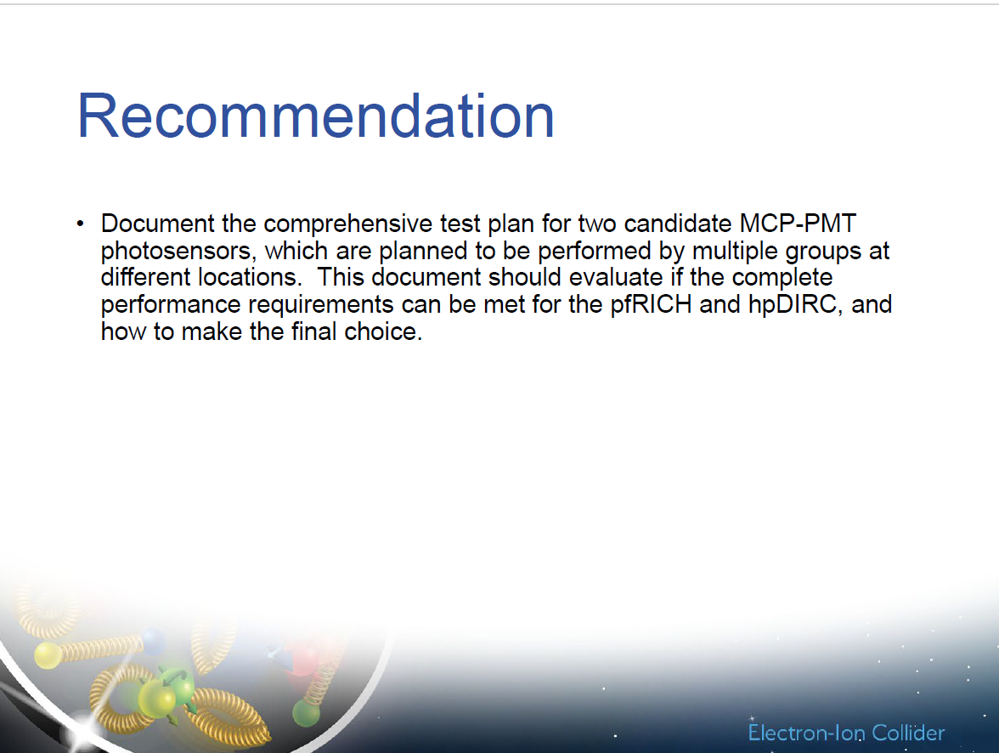 Recommendation
• Document the comprehensive test plan for two candidate MCP-PMT
photosensors, which are planned to be performed by multiple groups at
different locations.  This document should evaluate if the complete
performance requirements can be met for the pfRICH and hpDIRC, and
how to make the final choice.
Electron-Ion Collider